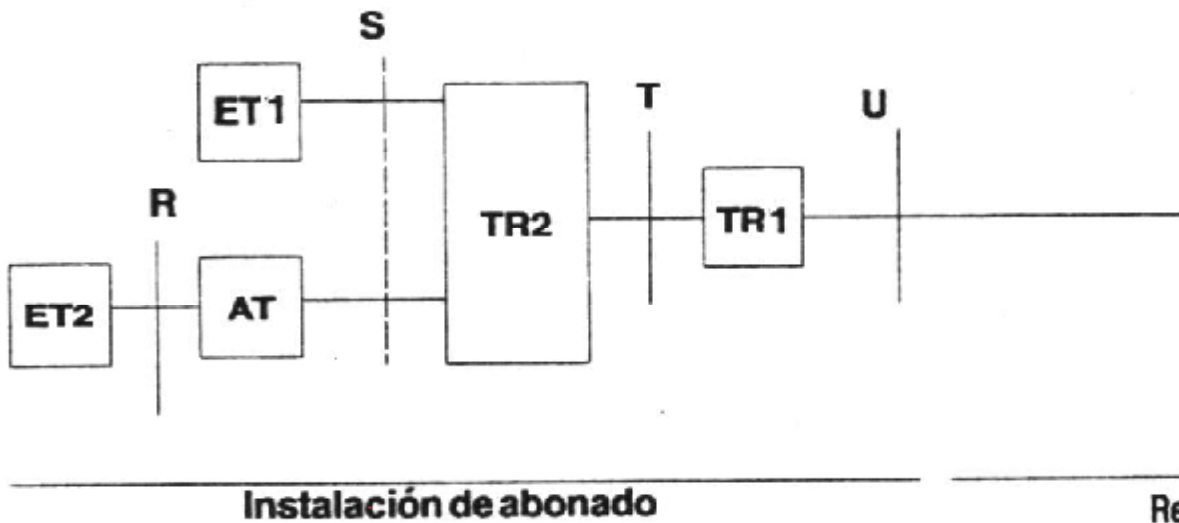 S
ET1
T
U
R
TR2
TR1
ET2
AT
Instalación de abonado